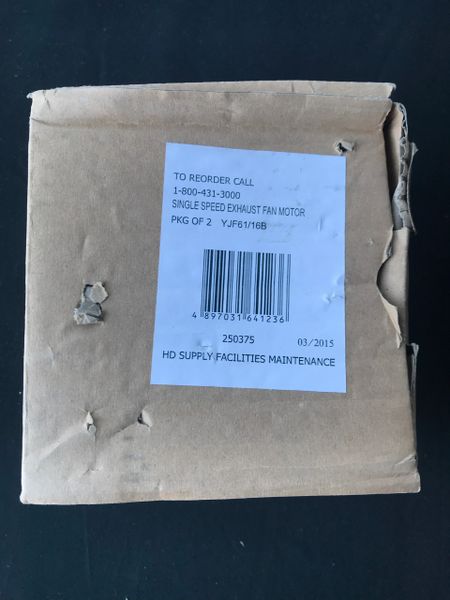 TO REORDER CALL
1-800-431-3000
SINGLE SPEED EXHAUST FAN MOTOR
PKG OF 2 YJF61/16B
4 897031 641236
250375 03/2015
HD SUPPLY FACILITIES MAINTENANCE